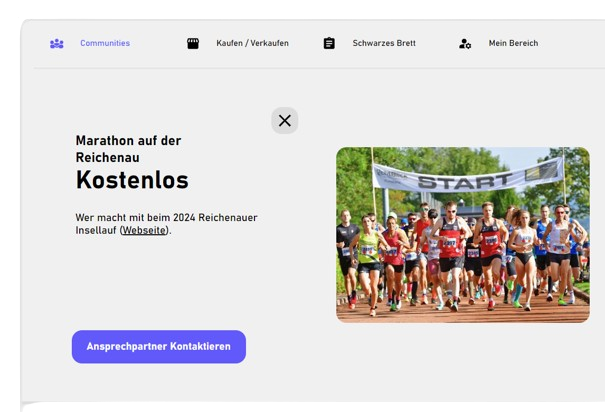 Communities
Kaufen / Verkaufen
Schwarzes Brett
Mein Bereich
Marathon auf der
Reichenau
Kostenlos
Wer macht mit beim 2024 Reichenauer
Insellauf (Webseite).
START
Ansprechpartner Kontaktieren